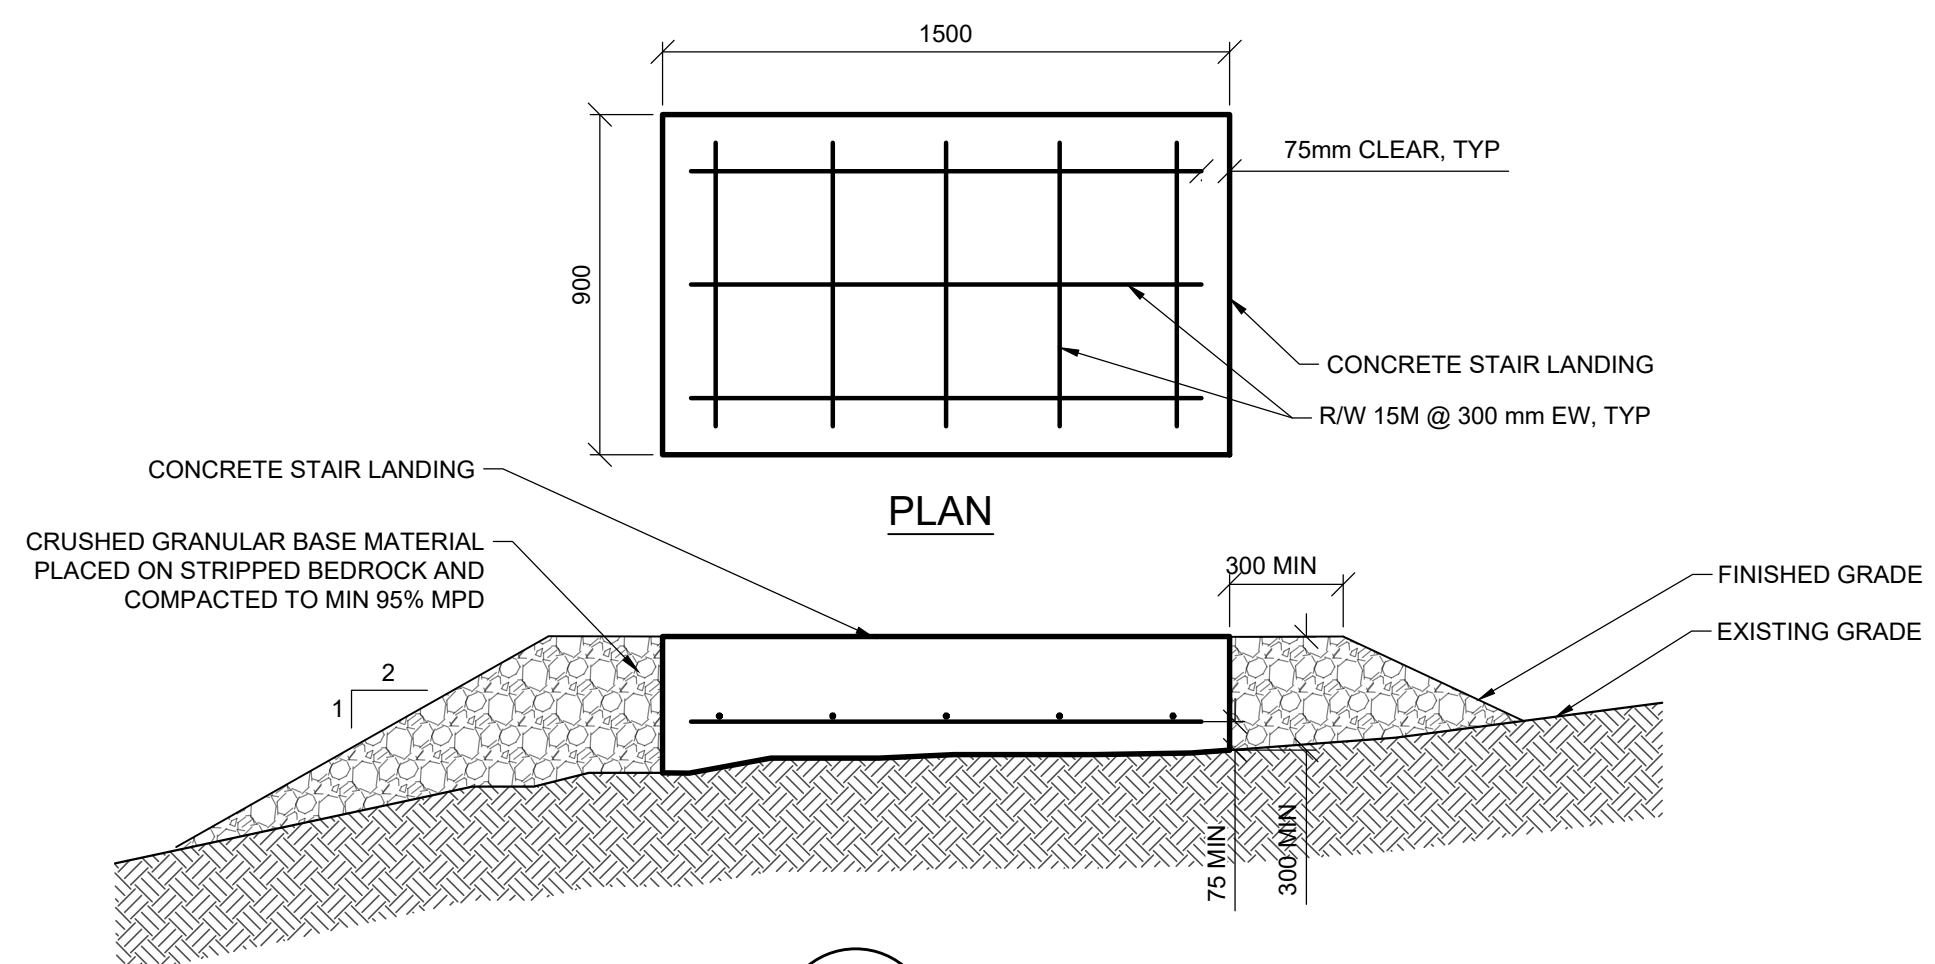 1500
75mm CLEAR, TYP
900
CONCRETE STAIR LANDING
R/W 15M @ 300 mm EW, TYP
PLAN
CONCRETE STAIR LANDING
CRUSHED GRANULAR BASE MATERIAL
PLACED ON STRIPPED BEDROCK AND
COMPACTED TO MIN 95% MPD
300 MIN
FINISHED GRADE
EXISTING GRADE
2
1
75 MIN
300 MIN